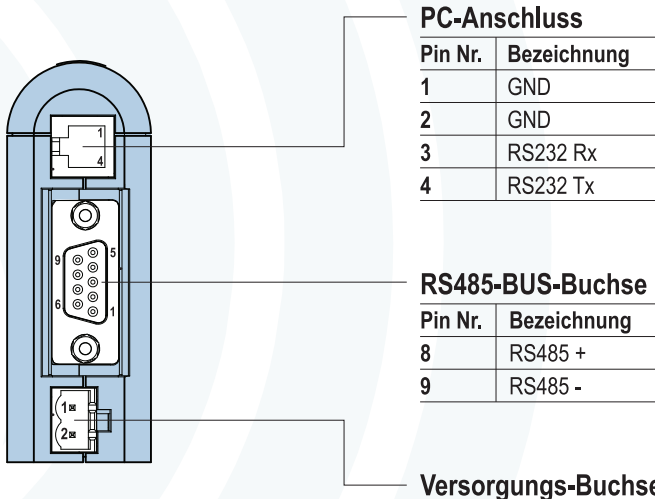 PC-Anschluss
Pin Nr. Bezeichnung
1 GND
2 GND
3 RS232 Rx
4 RS232 Tx
1
4
5
9
6
1
RS485-BUS-Buchse
Pin Nr. Bezeichnung
8 RS485 +
9 RS485 -
1
2
Versorgungs-Buchse